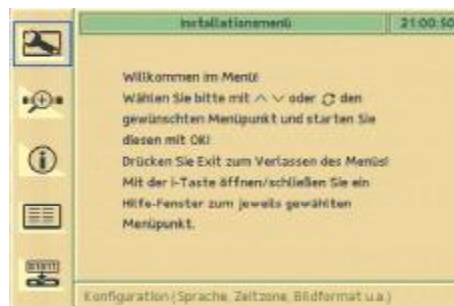 Installationsmenü 21:00:50
Willkommen im Menü!
Wählen Sie bitte mit ∧ ∨ oder den
gewünschten Menüpunkt und starten Sie
diesen mit OK!
Drücken Sie Exit zum Verlassen des Menüs!
Mit der i-Taste öffnen/schließen Sie ein
Hilfe-Fenster zum jeweils gewählten
Menüpunkt.
Konfiguration (Sprache, Zeitzone, Bildformat u.a.)